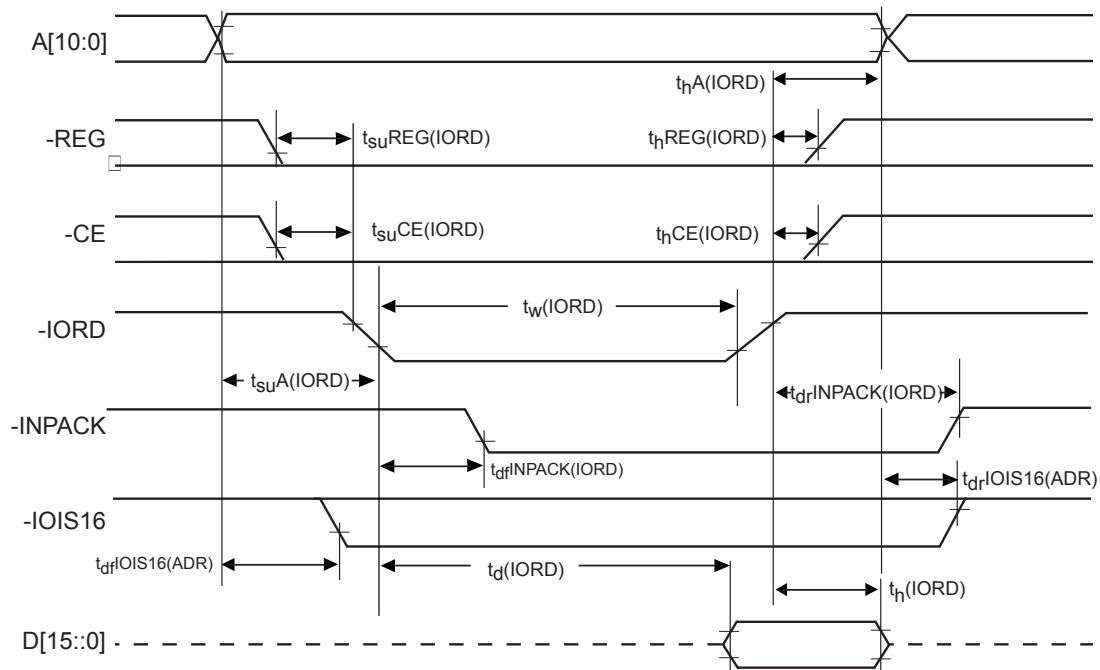 A[10:0]
thA(IORD)
-REG
tsuREG(IORD)
thREG(IORD)
-CE
tsuCE(IORD)
thCE(IORD)
tw(IORD)
-IORD
tsuA(IORD)
tdrINPACK(IORD)
-INPACK
tdfINPACK(IORD)
tdrIOIS16(ADR)
-IOIS16
tdfIOIS16(ADR)
td(IORD)
th(IORD)
D[15::0]